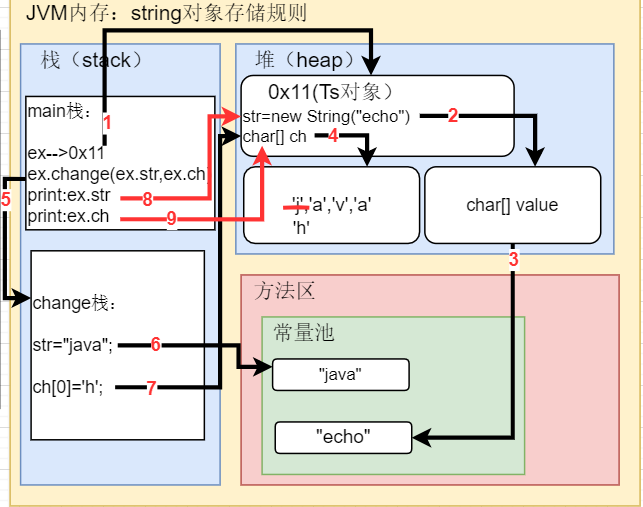 JVM内存：string对象存储规则
栈（stack）
main栈：
1
ex-->0x11
ex.change(ex.str,ex.ch)
print:ex.str
8
print:ex.ch
9
5
change栈：
str="java";
6
ch[0]='h';
7
堆（heap）
0x11(Ts对象）
str=new String("echo")
2
char[] ch
4
'j','a','v','a'
'h'
char[] value
3
方法区
常量池
"java"
"echo"